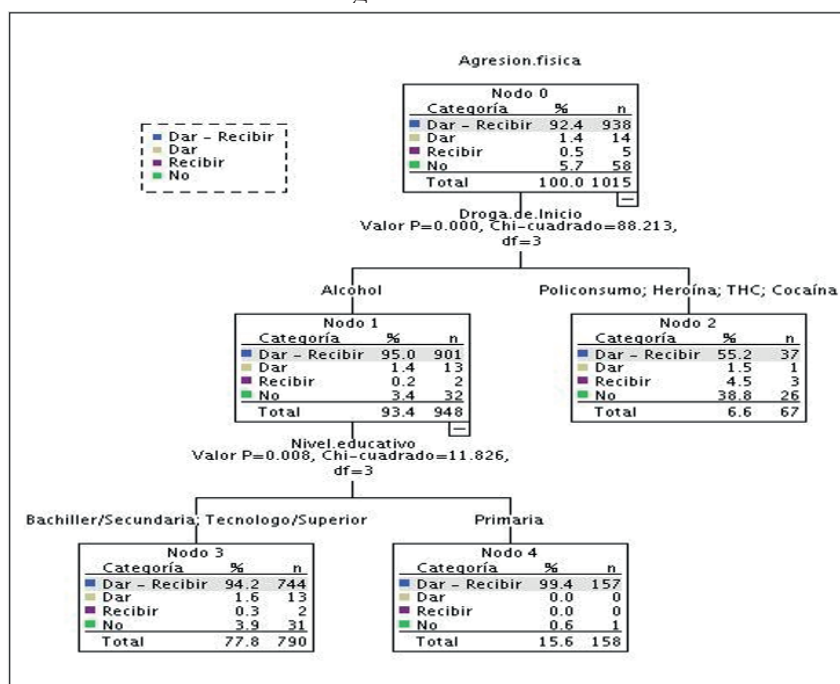 Agresion.fisica
Nodo 0
Categoría % n
Dar - Recibir 92.4 938
Dar 1.4 14
Recibir 0.5 5
No 5.7 58
Total 100.0 1015
Dar - Recibir
Dar
Recibir
No
Droga.de.Inicio
Valor P=0.000, Chi-cuadrado=88.213,
df=3
Alcohol
Policonsumo; Heroína; THC; Cocaína
Nodo 1
Categoría % n
Dar - Recibir 95.0 901
Dar 1.4 13
Recibir 0.2 2
No 3.4 32
Total 93.4 948
Nodo 2
Categoría % n
Dar - Recibir 55.2 37
Dar 1.5 1
Recibir 4.5 3
No 38.8 26
Total 6.6 67
Nivel.educativo
Valor P=0.008, Chi-cuadrado=11.826,
df=3
Bachiller/Secundaria; Tecnologo/Superior
Primaria
Nodo 3
Categoría % n
Dar - Recibir 94.2 744
Dar 1.6 13
Recibir 0.3 2
No 3.9 31
Total 77.8 790
Nodo 4
Categoría % n
Dar - Recibir 99.4 157
Dar 0.0 0
Recibir 0.0 0
No 0.6 1
Total 15.6 158